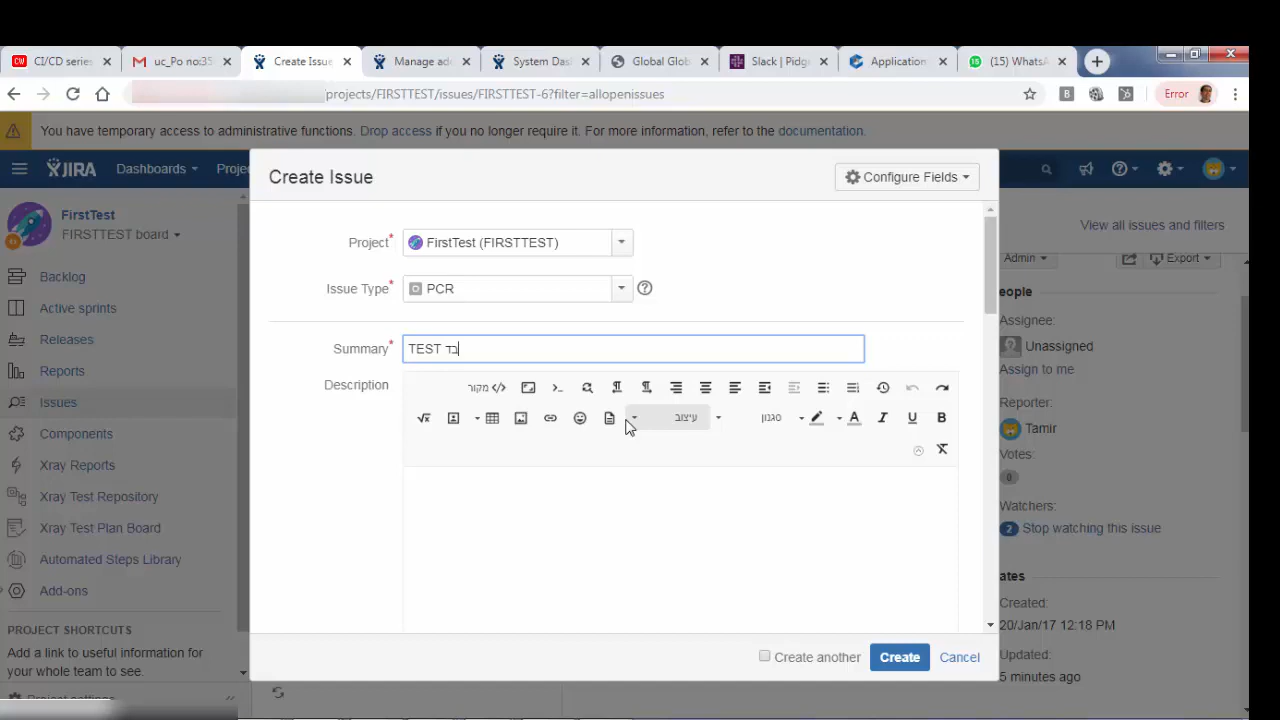 CI/CD series
uc_Po no:35
Create Issue
Manage ad
System Das
Global Glob
Slack | Pidg
Application
(15) WhatsA
projects/FIRSTTEST/issues/FIRSTTEST-6?filter=allopenissues
Error
You have temporary access to administrative functions. Drop access if you no longer require it. For more information, refer to the documentation.
JIRA Dashboards Proje
FirstTest
FIRSTTEST board
Backlog
Active sprints
Releases
Reports
Issues
Components
Xray Reports
Xray Test Repository
Xray Test Plan Board
Automated Steps Library
Add-ons
PROJECT SHORTCUTS
Add a link to useful information for
your whole team to see.
Project settings
Create Issue
Configure Fields
Project* FirstTest (FIRSTTEST)
Issue Type* PCR
Summary* TEST בד
Description
מקור
עיצוב
סגנון
A I U B
Create another Create Cancel
View all issues and filters
Admin Export
eople
Assignee:
Unassigned
Assign to me
Reporter:
Tamir
Votes:
0
Watchers:
2 Stop watching this issue
ates
Created:
20/Jan/17 12:18 PM
Updated:
5 minutes ago